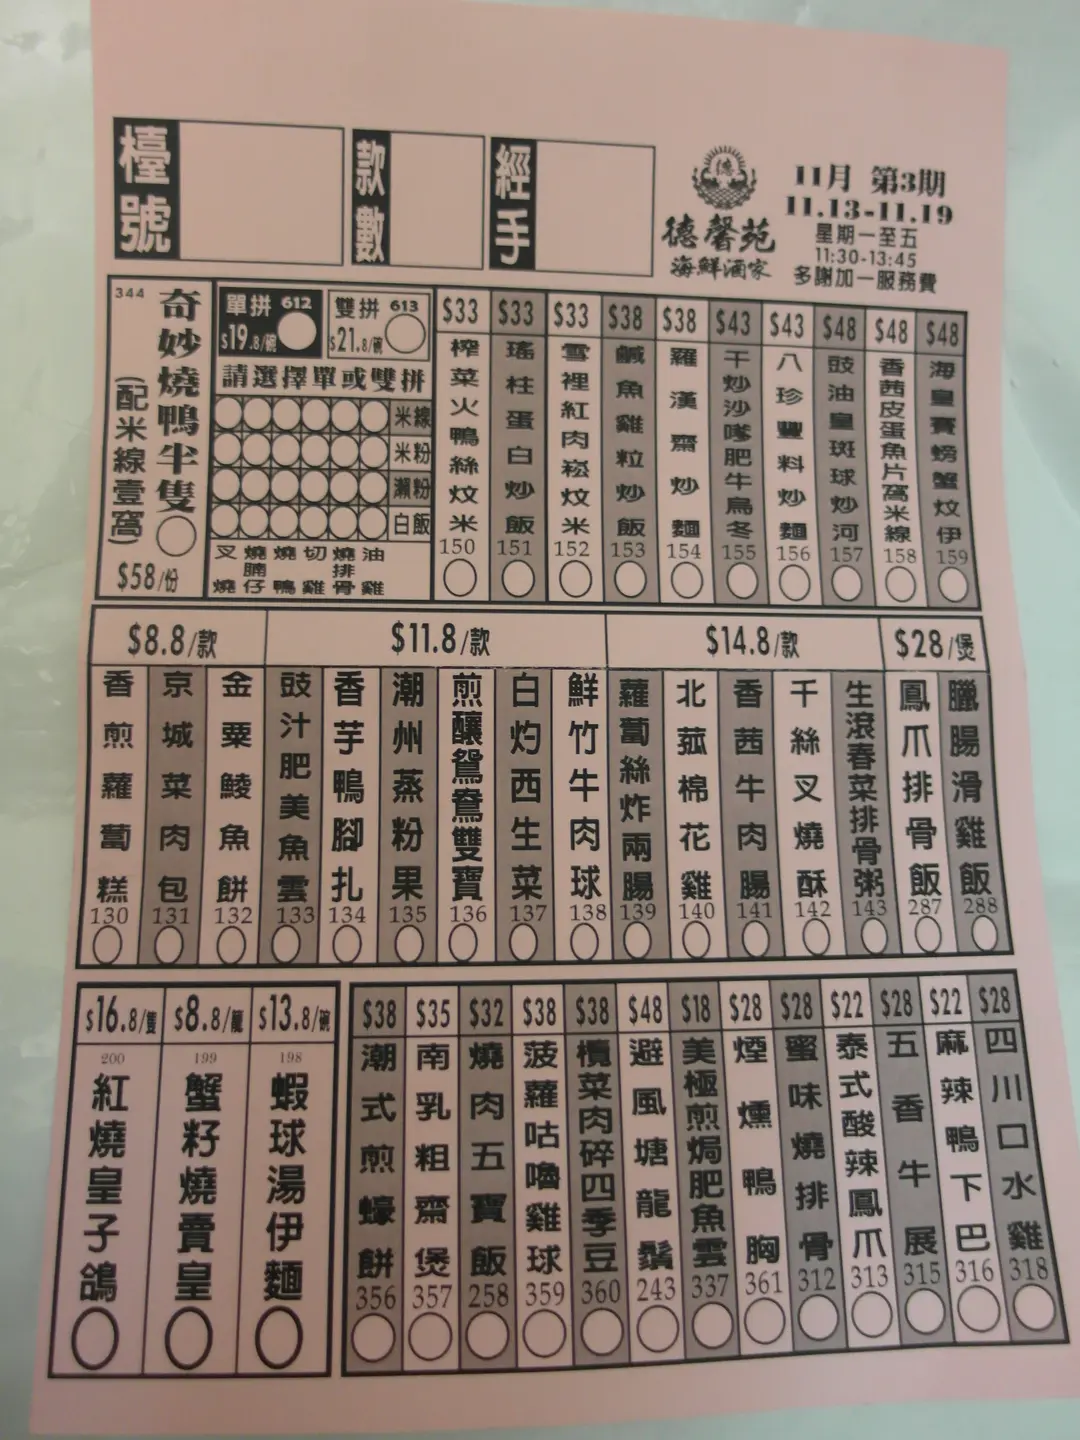 檯號
款數
經手
德馨苑
海鮮酒家
11月 第3期
11.13-11.19
星期一至五
11:30-13:45
多謝加一服務費
344
奇妙燒鴨半隻
(配米線壹窩)
$58/份
單拼 612
$19.8/碗
雙拼 613
$21.8/碗
請選擇單或雙拼
米線
米粉
瀨粉
白飯
叉燒
燒腩仔
燒鴨
切雞
燒排骨
油雞
$33 榨菜火鴨絲炆米 150
$33 瑤柱蛋白炒飯 151
$33 雪裡紅肉崧炆米 152
$38 鹹魚雞粒炒飯 153
$38 羅漢齋炒麵 154
$43 干炒沙嗲肥牛烏冬 155
$43 八珍豐料炒麵 156
$48 豉油皇斑球炒河 157
$48 香茜皮蛋魚片窩米線 158
$48 海皇賽螃蟹炆伊 159
$8.8/款
香煎蘿蔔糕 130
京城菜肉包 131
金粟鯪魚餅 132
$11.8/款
豉汁肥美魚雲 133
香芋鴨腳扎 134
潮州蒸粉果 135
煎釀鴛鴦雙寶 136
白灼西生菜 137
鮮竹牛肉球 138
$14.8/款
蘿蔔絲炸兩腸 139
北菰棉花雞 140
香茜牛肉腸 141
千絲叉燒酥 142
生滾春菜排骨粥 143
$28/煲
鳳爪排骨飯 287
臘腸滑雞飯 288
$16.8/隻
200
紅燒皇子鴿
$8.8/籠
199
蟹籽燒賣皇
$13.8/碗
198
蝦球湯伊麵
$38 潮式煎蠔餅 356
$35 南乳粗齋煲 357
$32 燒肉五寶飯 258
$38 菠蘿咕嚕雞球 359
$38 欖菜肉碎四季豆 360
$48 避風塘龍鬚 243
$18 美極煎焗肥魚雲 337
$28 煙燻鴨胸 361
$28 蜜味燒排骨 312
$22 泰式酸辣鳳爪 313
$28 五香牛展 315
$22 麻辣鴨下巴 316
$28 四川口水雞 318